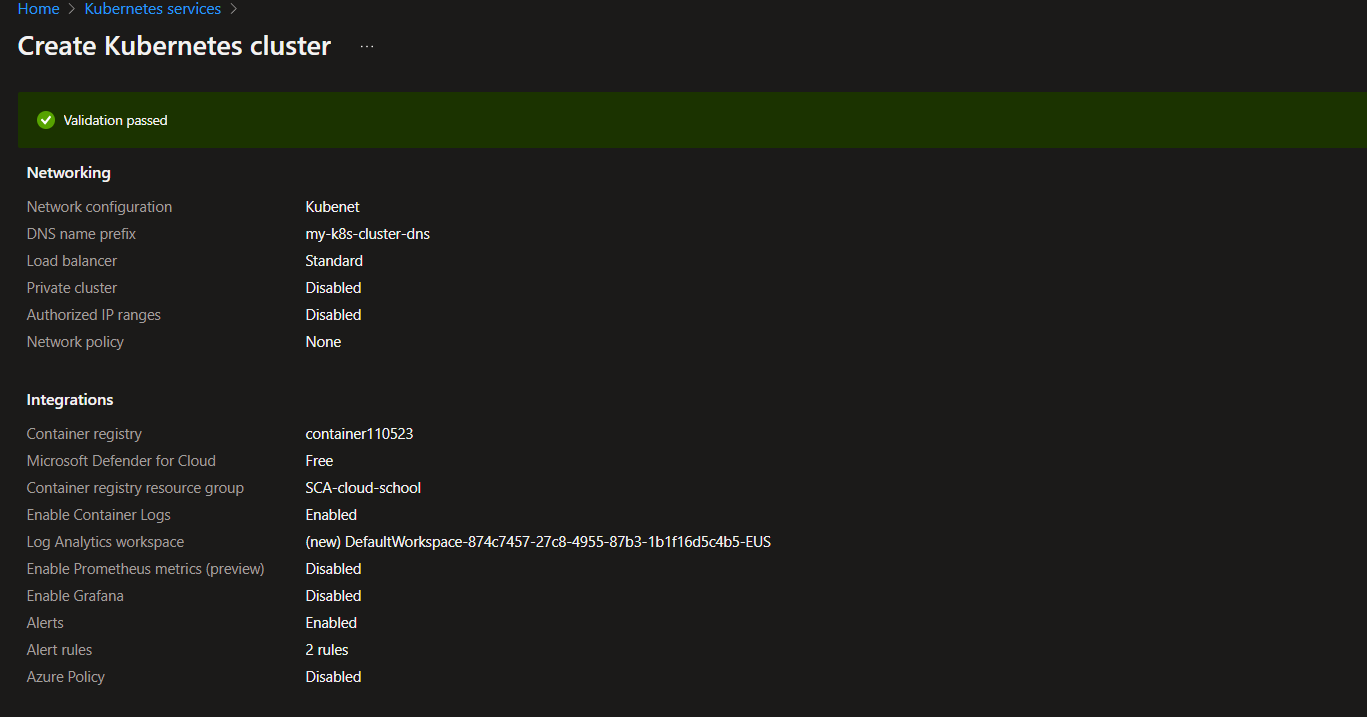 Home > Kubernetes services >
Create Kubernetes cluster ...
Validation passed
Networking
Network configuration Kubenet
DNS name prefix my-k8s-cluster-dns
Load balancer Standard
Private cluster Disabled
Authorized IP ranges Disabled
Network policy None
Integrations
Container registry container110523
Microsoft Defender for Cloud Free
Container registry resource group SCA-cloud-school
Enable Container Logs Enabled
Log Analytics workspace (new) DefaultWorkspace-874c7457-27c8-4955-87b3-1b1f16d5c4b5-EUS
Enable Prometheus metrics (preview) Disabled
Enable Grafana Disabled
Alerts Enabled
Alert rules 2 rules
Azure Policy Disabled